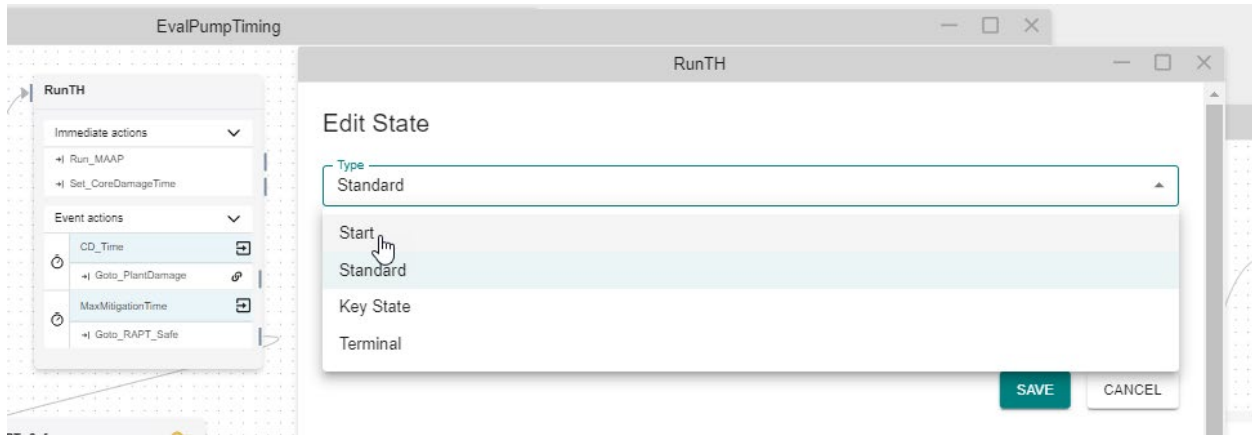 EvalPumpTiming
RunTH
RunTH
Immediate actions
Run_MAAP
Set_CoreDamageTime
Event actions
CD_Time
Goto_PlantDamage
MaxMitigationTime
Goto_RAPT_Safe
Edit State
Type
Standard
Start
Standard
Key State
Terminal
SAVE
CANCEL